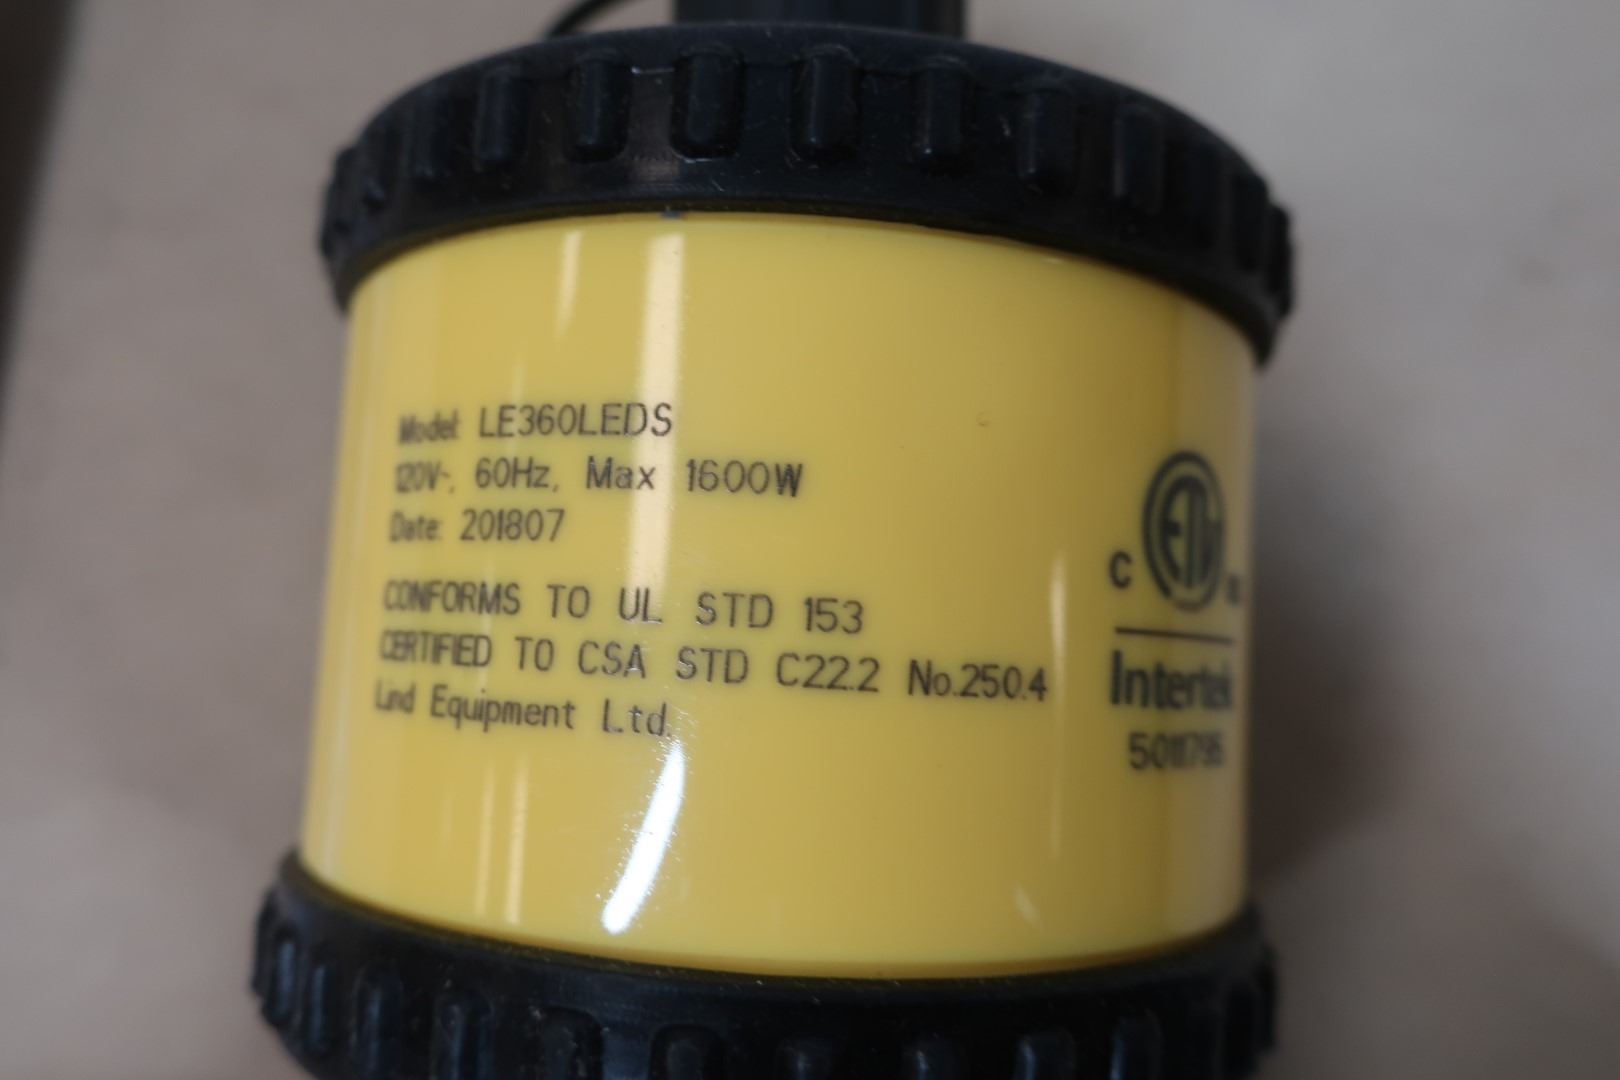 Model: LE360LEDS
120V~, 60Hz, Max 1600W
Date: 201807
CONFORMS TO UL STD 153
CERTIFIED TO CSA STD C22.2 No.250.4
Lind Equipment Ltd.
C ETL
Intertek